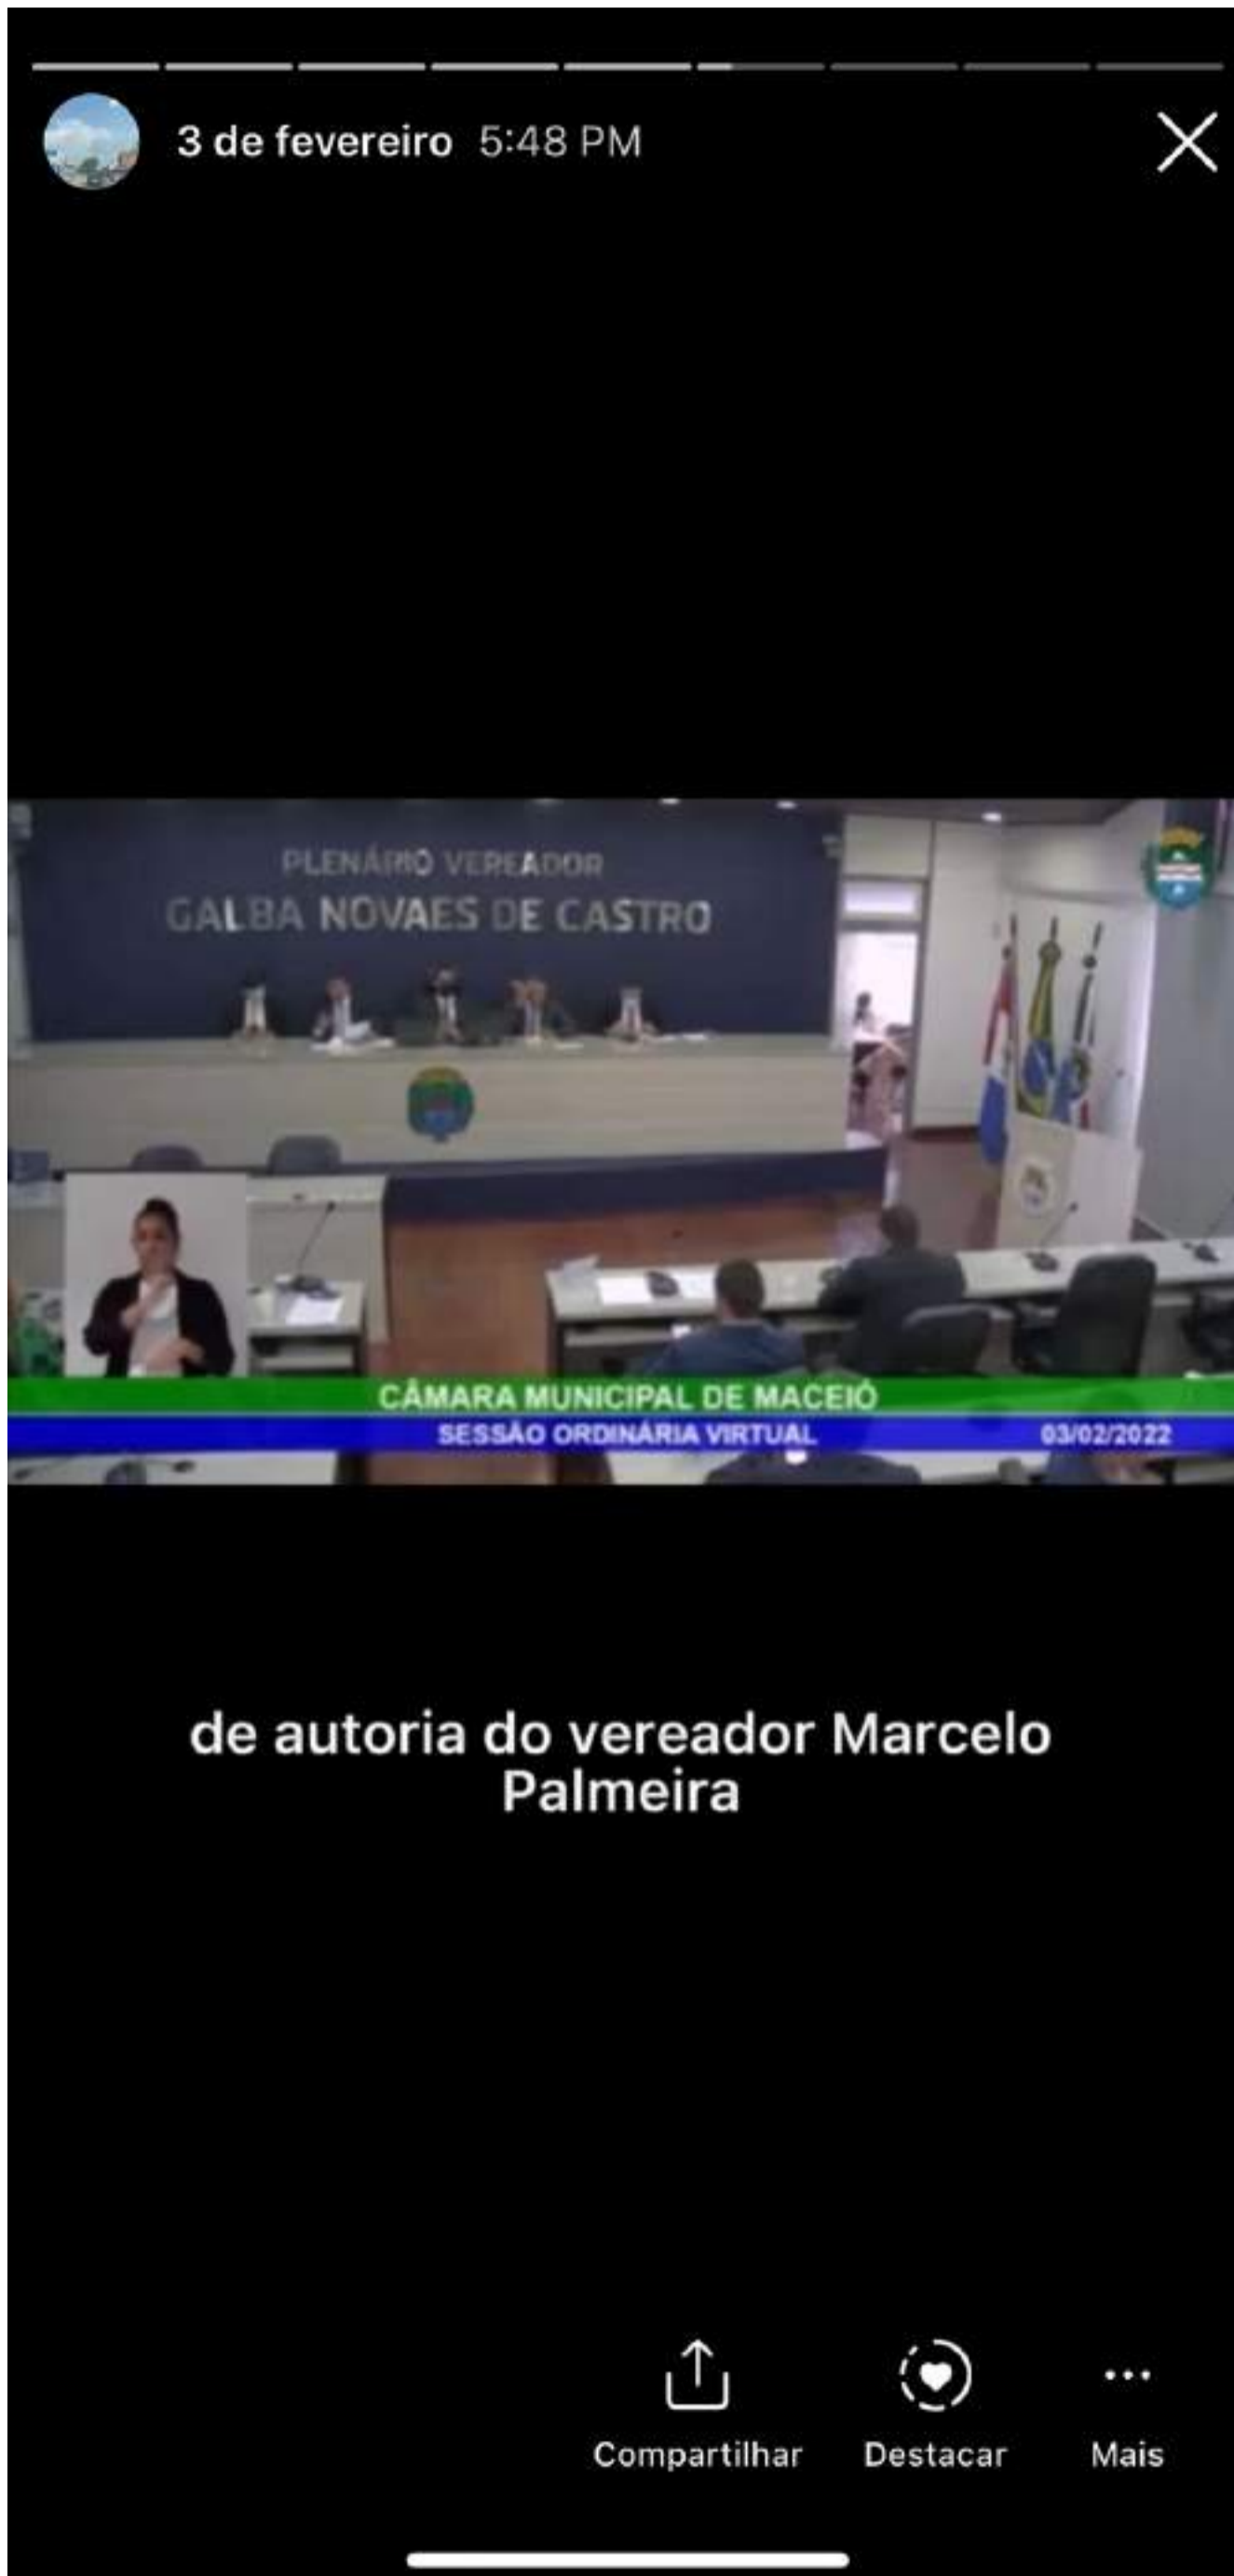 3 de fevereiro 5:48 PM
PLENÁRIO VEREADOR
GALBA NOVAES DE CASTRO
CÂMARA MUNICIPAL DE MACEIÓ
SESSÃO ORDINÁRIA VIRTUAL 03/02/2022
de autoria do vereador Marcelo
Palmeira
Compartilhar Destacar Mais